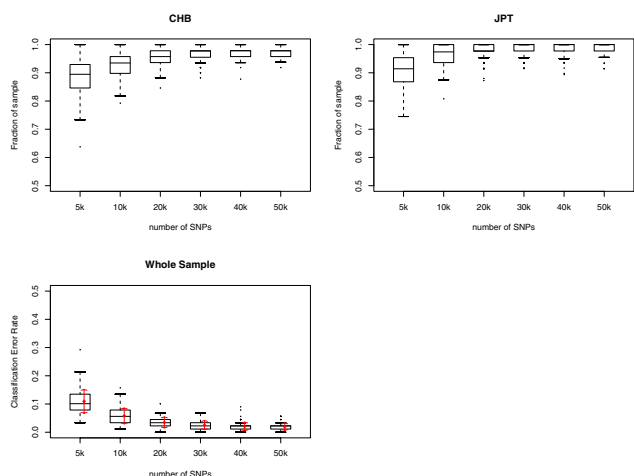 CHB
Fraction of sample
1.0
0.9
0.8
0.7
0.6
0.5
5k 10k 20k 30k 40k 50k
number of SNPs
JPT
Fraction of sample
1.0
0.9
0.8
0.7
0.6
0.5
5k 10k 20k 30k 40k 50k
number of SNPs
Whole Sample
Classification Error Rate
0.5
0.4
0.3
0.2
0.1
0.0
5k 10k 20k 30k 40k 50k
number of SNPs